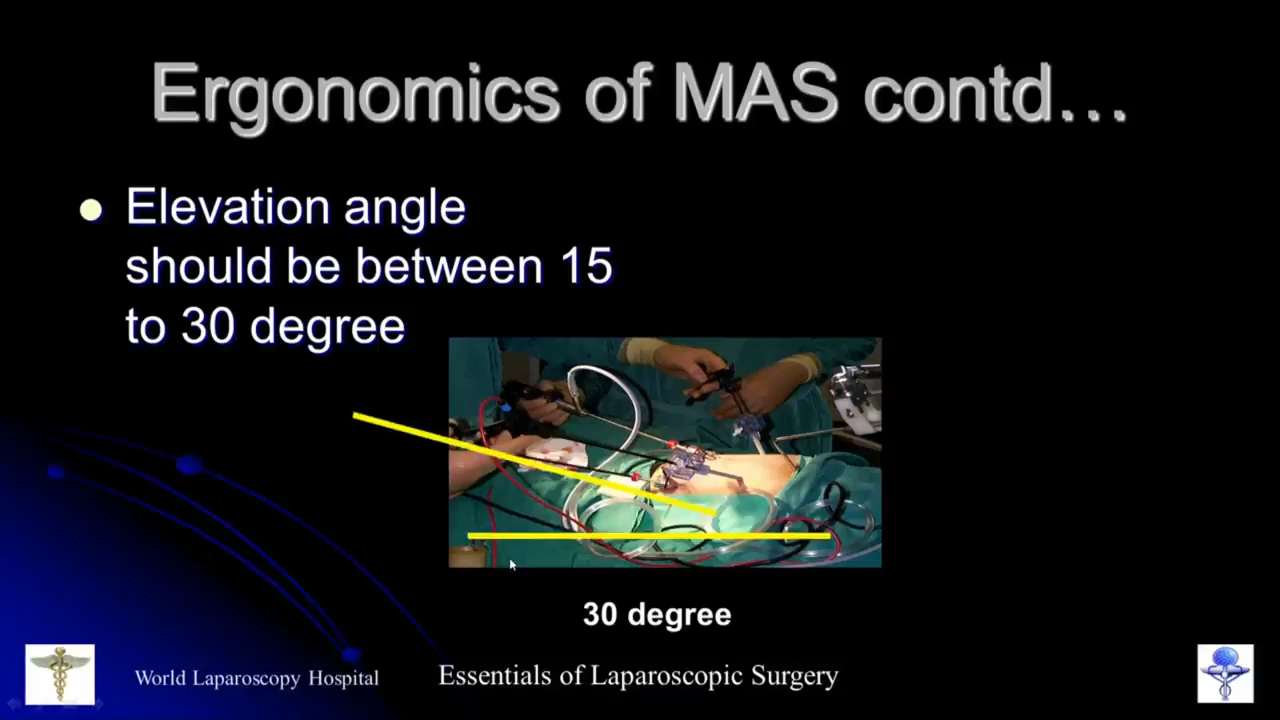 Ergonomics of MAS contd…
Elevation angle
should be between 15
to 30 degree
30 degree
World Laparoscopy Hospital
Essentials of Laparoscopic Surgery